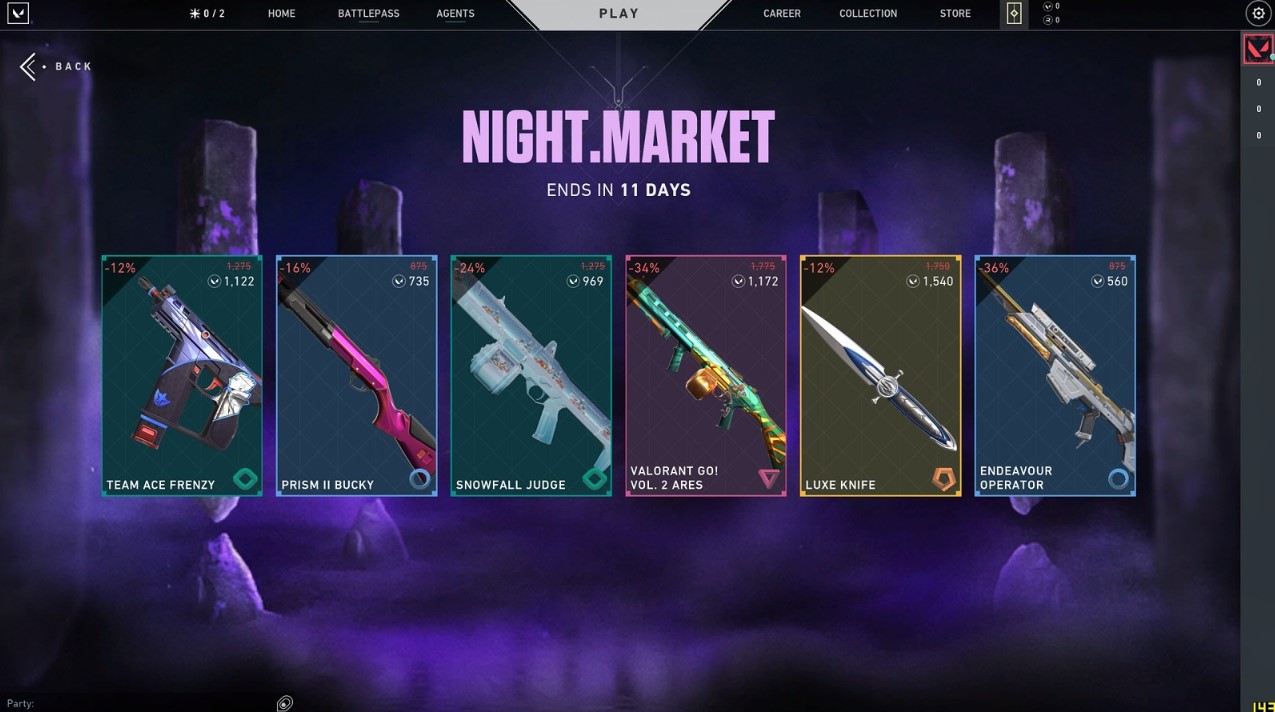 0 / 2
HOME
BATTLEPASS
AGENTS
PLAY
CAREER
COLLECTION
STORE
0
0
BACK
0
0
0
NIGHT.MARKET
ENDS IN 11 DAYS
-12%
1,275
1,122
TEAM ACE FRENZY
-16%
875
735
PRISM II BUCKY
-24%
1,275
969
SNOWFALL JUDGE
-34%
1,775
1,172
VALORANT GO!
VOL. 2 ARES
-12%
1,750
1,540
LUXE KNIFE
-36%
875
560
ENDEAVOUR
OPERATOR
Party:
143